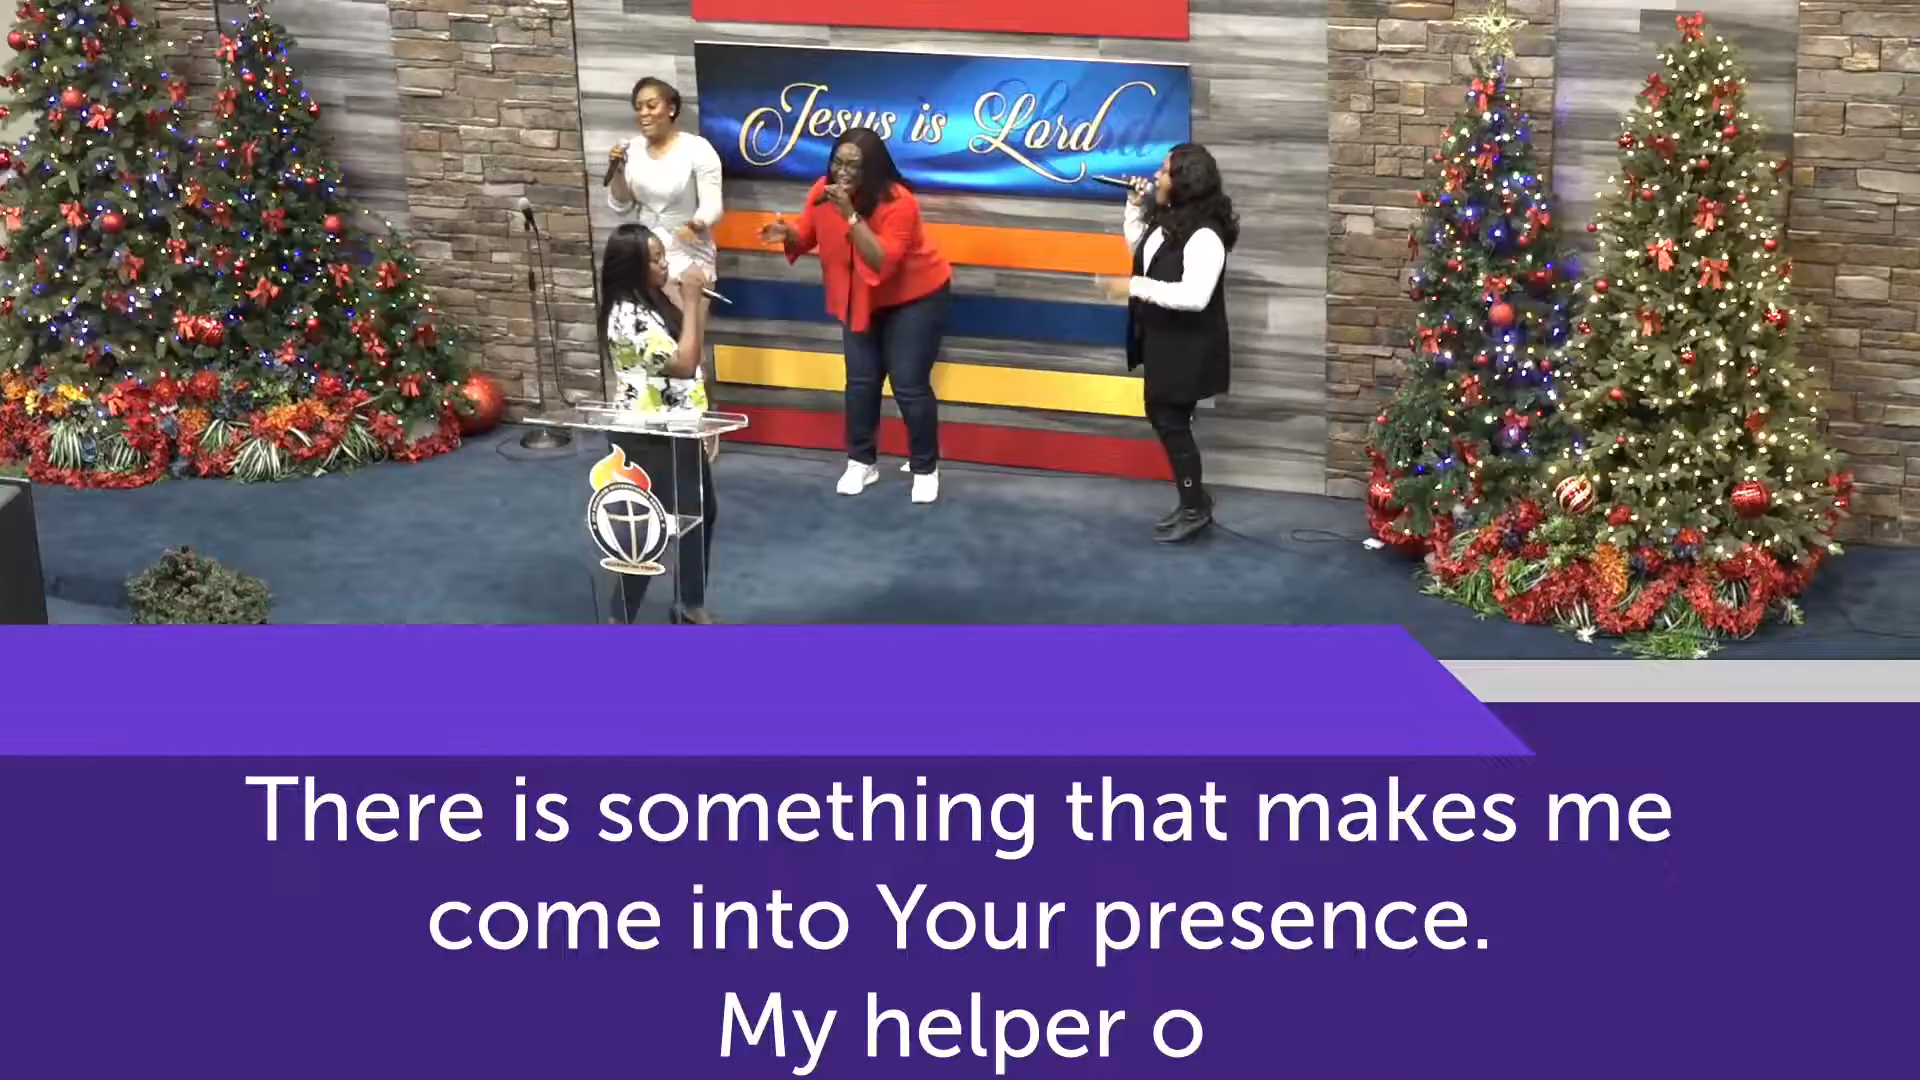 Jesus is Lord
There is something that makes me
come into Your presence.
My helper o